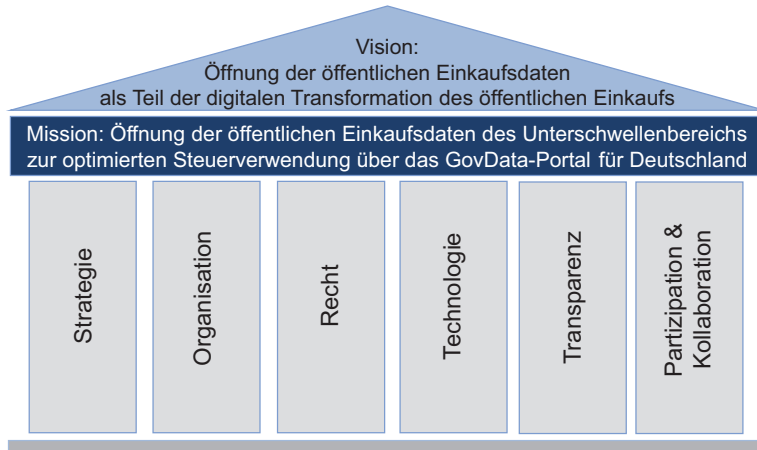 Vision:
Öffnung der öffentlichen Einkaufsdaten
als Teil der digitalen Transformation des öffentlichen Einkaufs
Mission: Öffnung der öffentlichen Einkaufsdaten des Unterschwellenbereichs
zur optimierten Steuerverwendung über das GovData-Portal für Deutschland
Strategie
Organisation
Recht
Technologie
Transparenz
Partizipation &
Kollaboration